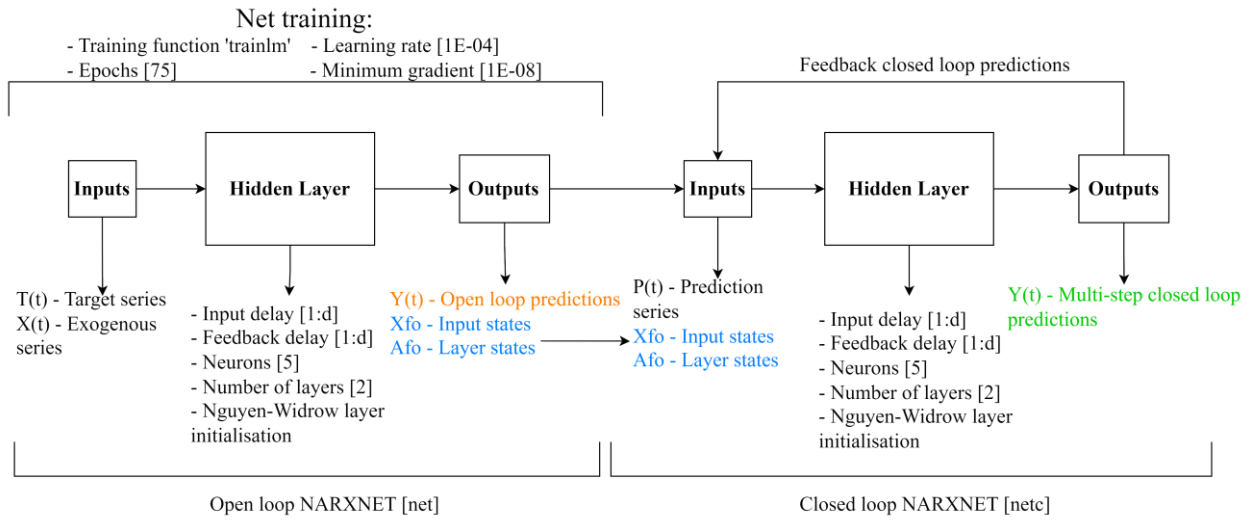 Net training:
- Training function 'trainlm' - Learning rate [1E-04]
- Epochs [75] - Minimum gradient [1E-08]
Feedback closed loop predictions
Inputs
Hidden Layer
Outputs
Inputs
Hidden Layer
Outputs
T(t) - Target series
X(t) - Exogenous
series
- Input delay [1:d]
- Feedback delay [1:d]
- Neurons [5]
- Number of layers [2]
- Nguyen-Widrow layer
initialisation
Y(t) - Open loop predictions
Xfo - Input states
Afo - Layer states
P(t) - Prediction
series
Xfo - Input states
Afo - Layer states
- Input delay [1:d]
- Feedback delay [1:d]
- Neurons [5]
- Number of layers [2]
- Nguyen-Widrow layer
initialisation
Y(t) - Multi-step closed loop
predictions
Open loop NARXNET [net]
Closed loop NARXNET [netc]